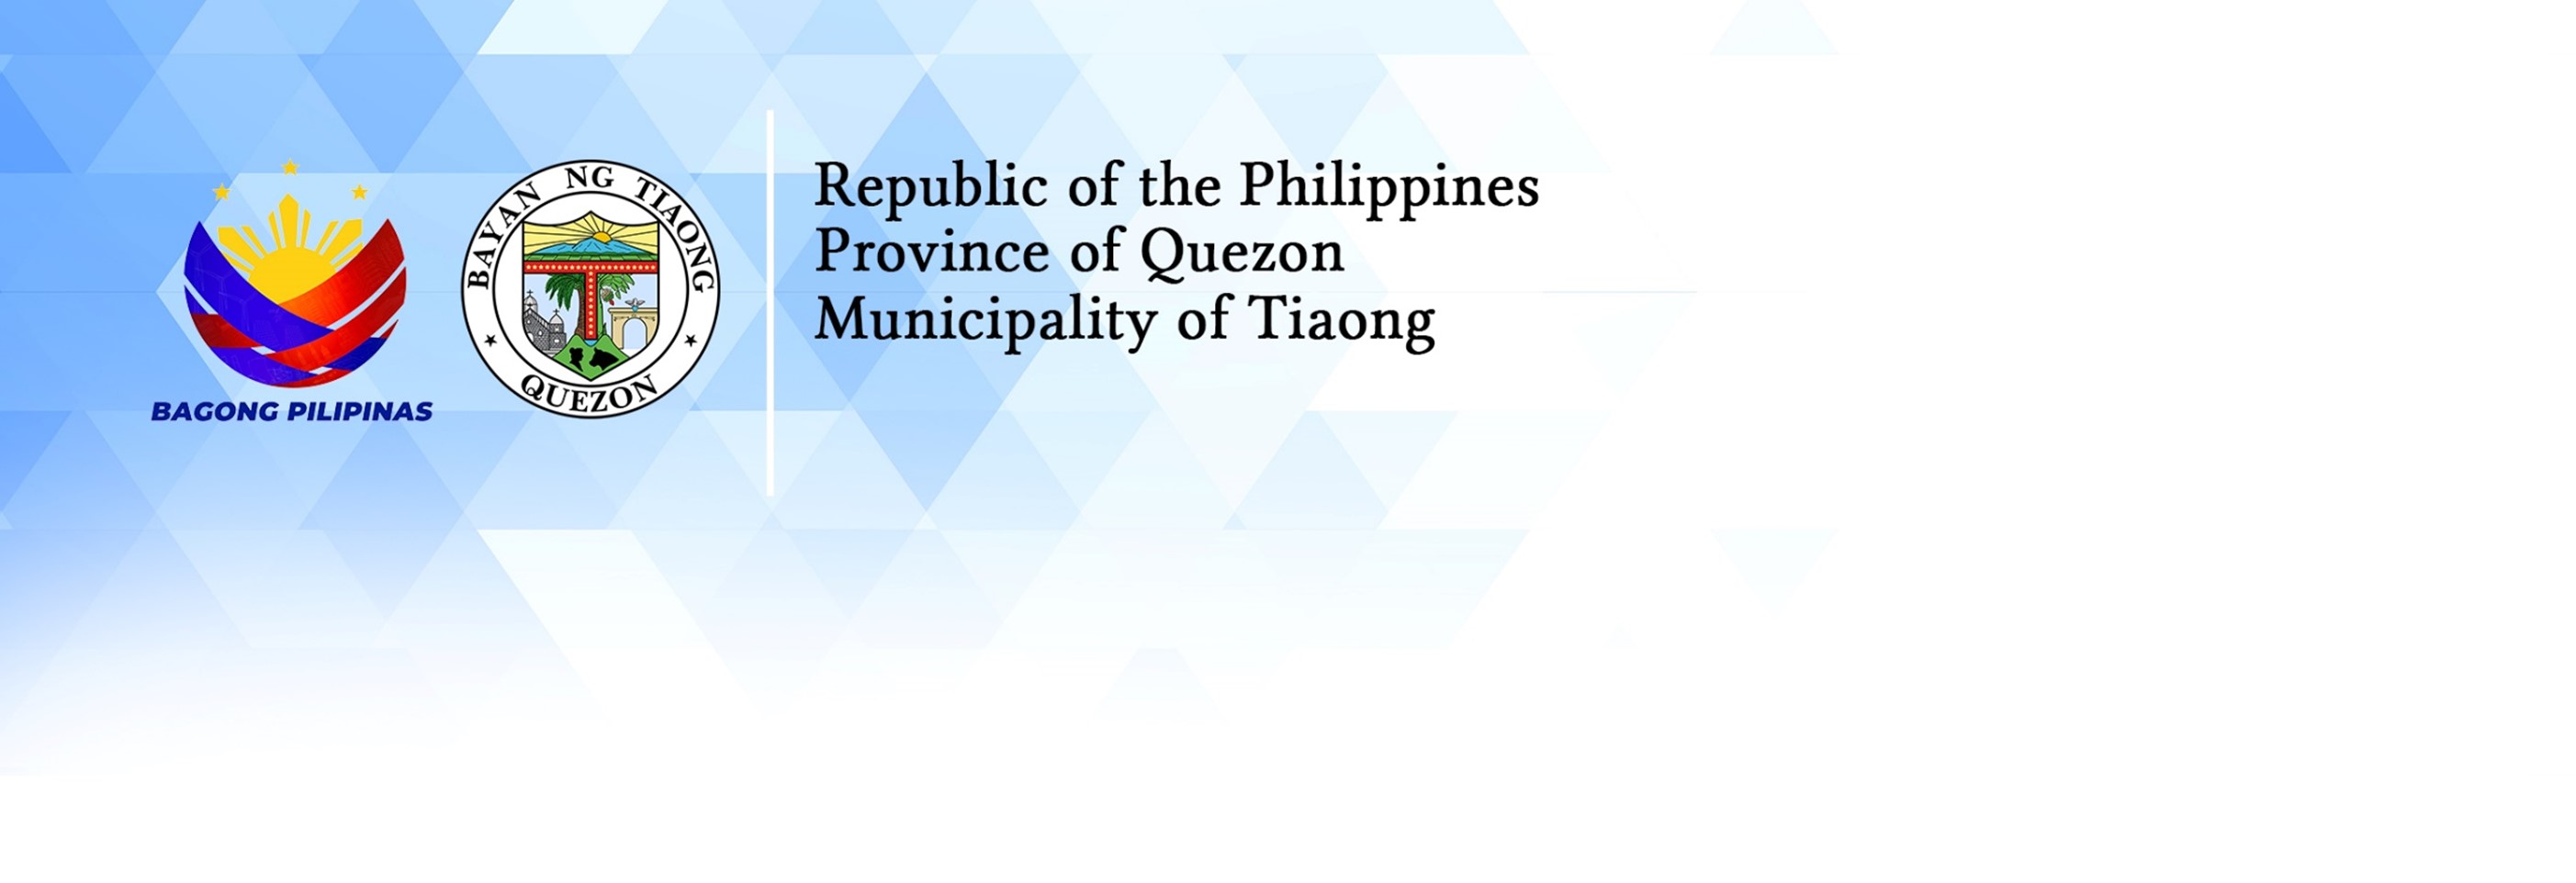 BAGONG PILIPINAS
BAYAN NG TIAONG
QUEZON
Republic of the Philippines
Province of Quezon
Municipality of Tiaong